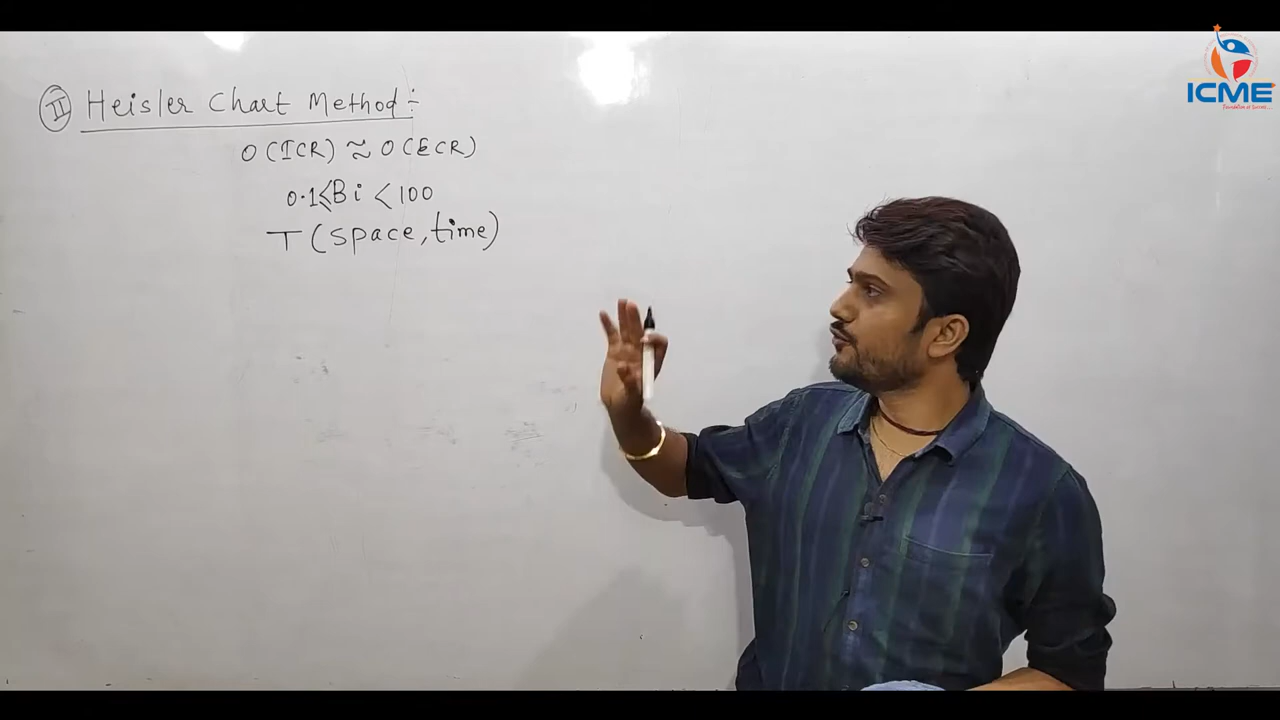 II Heisler Chart Method :-
O(ICR) ≈ O(ECR)
0.1≤Bi <100
T(space,time)
ICME